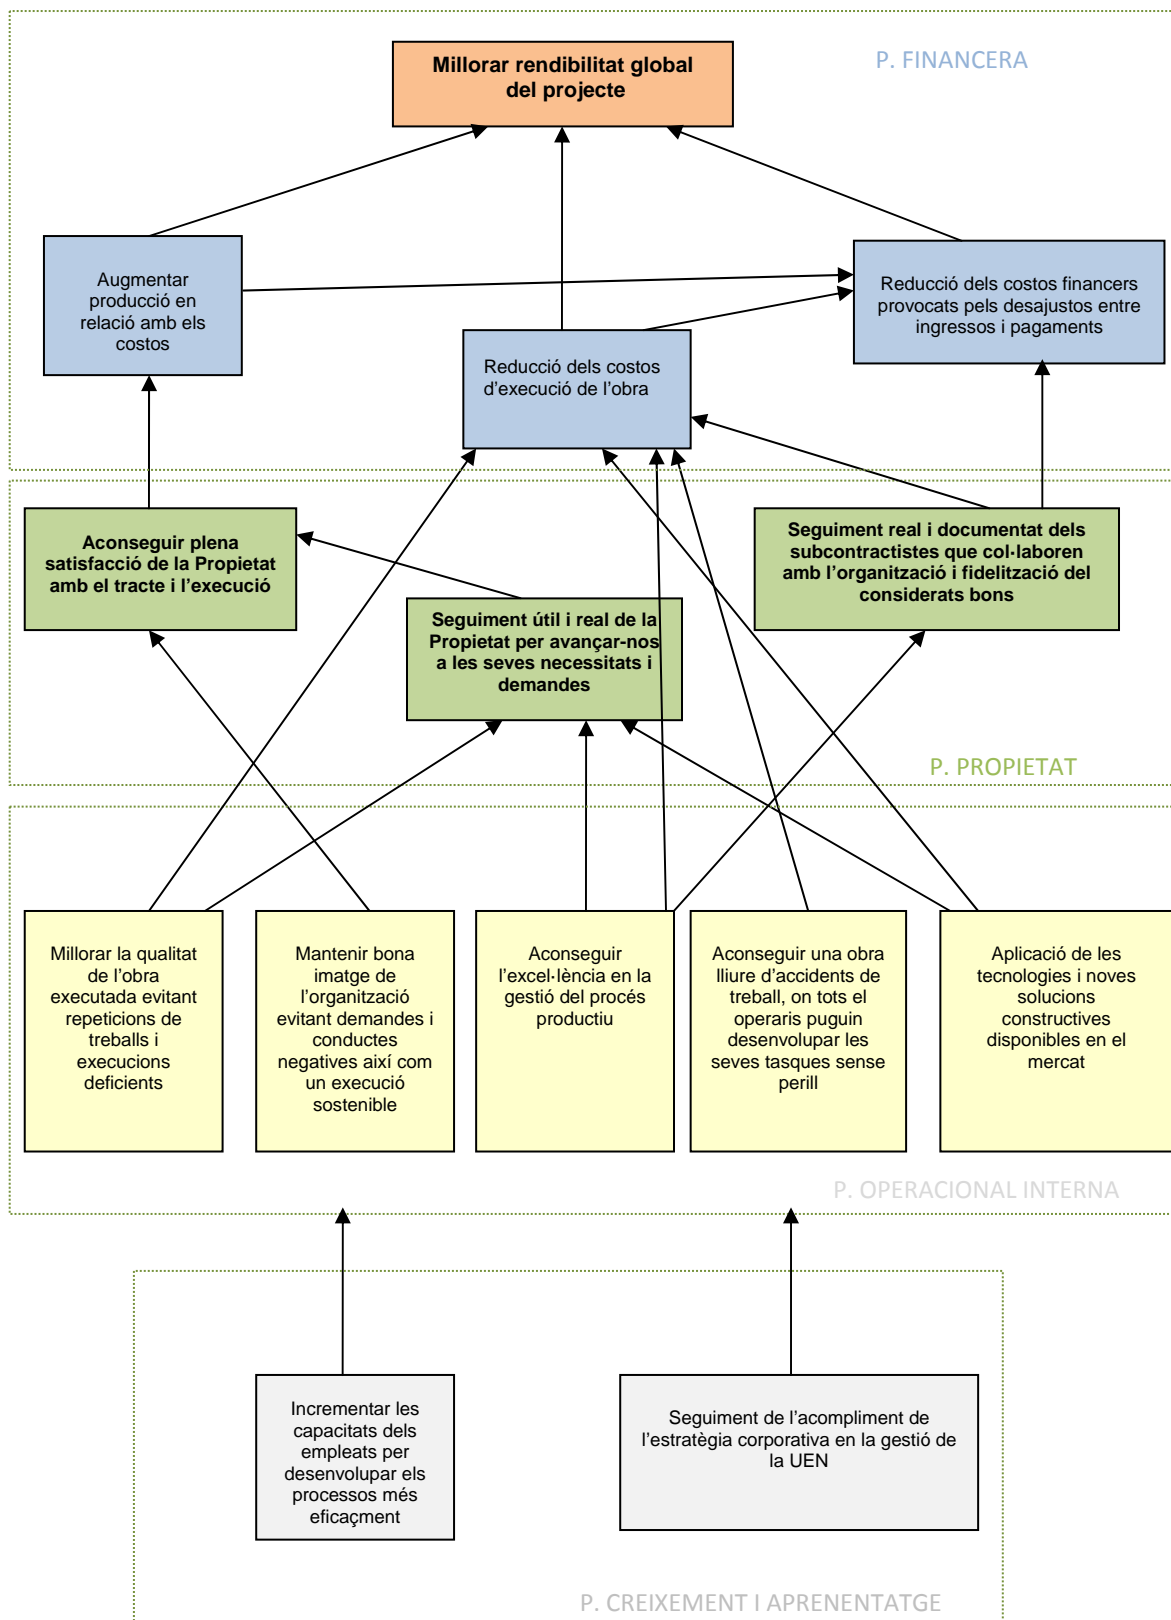 P. FINANCERA
Millorar rendibilitat global
del projecte
Augmentar
producció en
relació amb els
costos
Reducció dels costos financers
provocats pels desajustos entre
ingressos i pagaments
Reducció dels costos
d’execució de l’obra
Aconseguir plena
satisfacció de la Propietat
amb el tracte i l’execució
Seguiment real i documentat dels
subcontractistes que col·laboren
amb l’organització i fidelització del
considerats bons
Seguiment útil i real de la
Propietat per avançar-nos
a les seves necessitats i
demandes
P. PROPIETAT
Millorar la qualitat
de l’obra
executada evitant
repeticions de
treballs i
execucions
deficients
Mantenir bona
imatge de
l’organització
evitant demandes i
conductes
negatives així com
un execució
sostenible
Aconseguir
l’excel·lència en la
gestió del procés
productiu
Aconseguir una obra
lliure d’accidents de
treball, on tots el
operaris puguin
desenvolupar les
seves tasques sense
perill
Aplicació de les
tecnologies i noves
solucions
constructives
disponibles en el
mercat
P. OPERACIONAL INTERNA
Incrementar les
capacitats dels
empleats per
desenvolupar els
processos més
eficaçment
Seguiment de l’acompliment de
l’estratègia corporativa en la gestió de
la UEN
P. CREIXEMENT I APRENENTATGE